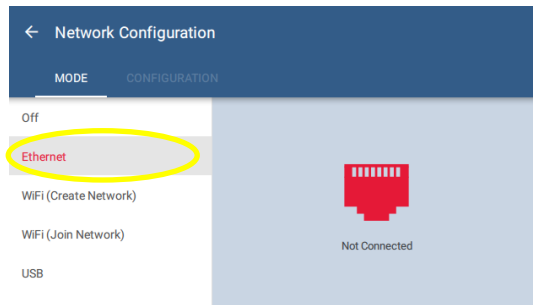 Network Configuration
MODE CONFIGURATION
Off
Ethernet
WiFi (Create Network)
WiFi (Join Network)
Not Connected
USB